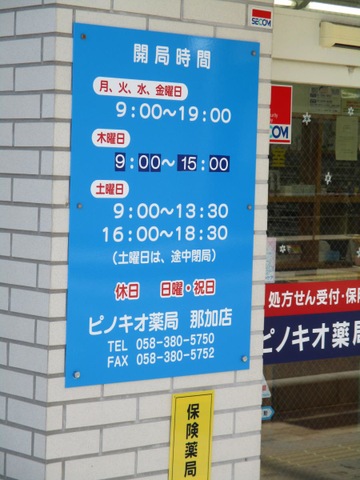 開局時間
月、火、水、金曜日
9:00〜19:00
木曜日
9:00〜15:00
土曜日
9:00〜13:30
16:00〜18:30
(土曜日は、途中閉局)
休日 日曜・祝日
ピノキオ薬局 那加店
TEL 058-380-5750
FAX 058-380-5752
保険薬局
SECOM
SECOM
処方せん受付・保
ピノキオ薬局